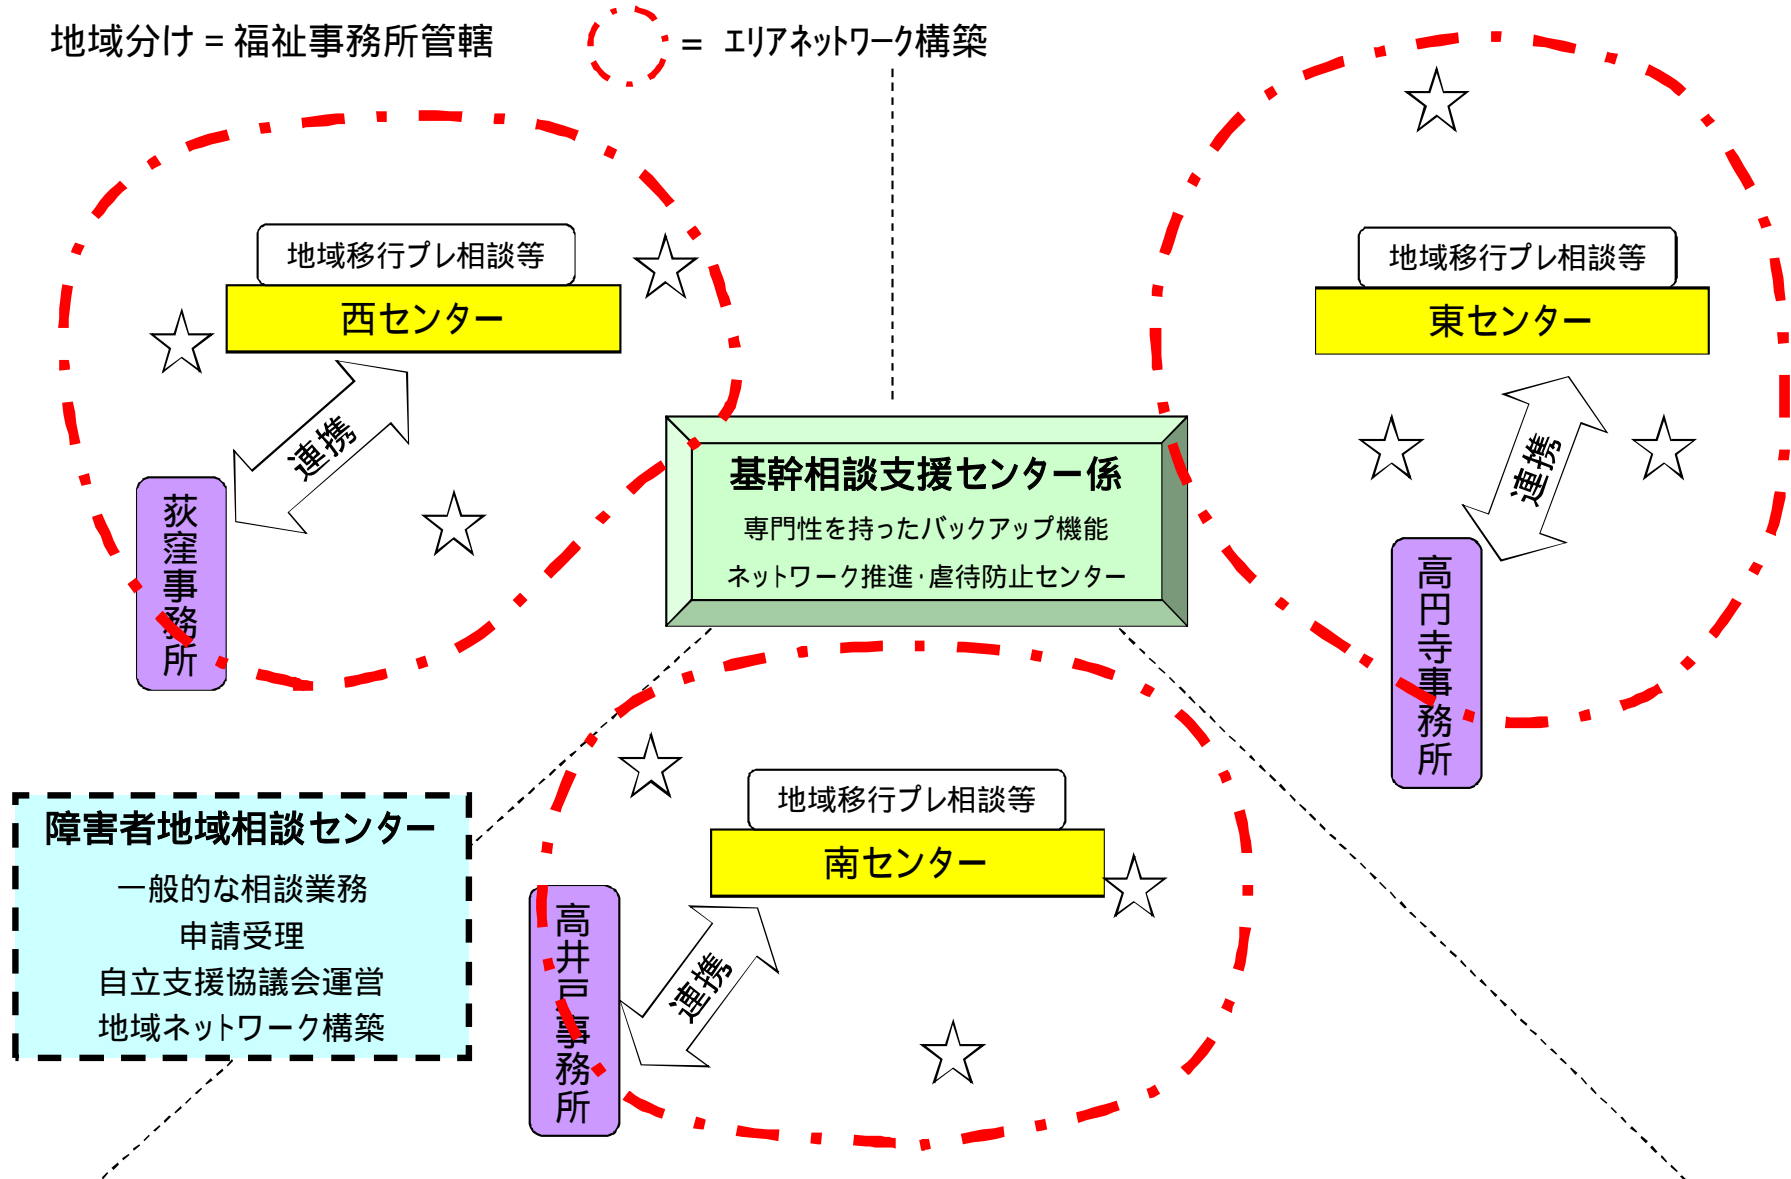 地域分け = 福祉事務所管轄
= エリアネットワーク構築
地域移行プレ相談等
西センター
連携
荻窪事務所
地域移行プレ相談等
東センター
連携
高円寺事務所
基幹相談支援センター係
専門性を持ったバックアップ機能
ネットワーク推進・虐待防止センター
障害者地域相談センター
一般的な相談業務
申請受理
自立支援協議会運営
地域ネットワーク構築
地域移行プレ相談等
南センター
連携
高井戸事務所